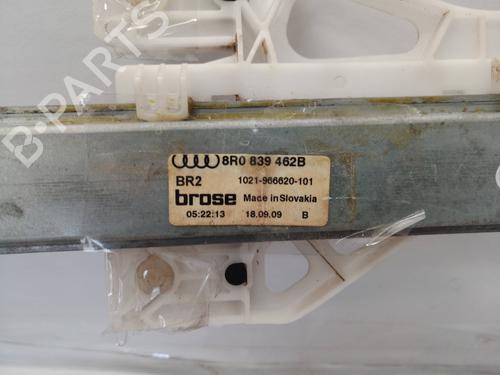 B-PARTS
8R0 839 462B
BR2 1021-966620-101
brose Made in Slovakia
05:22:13 18.09.09 B